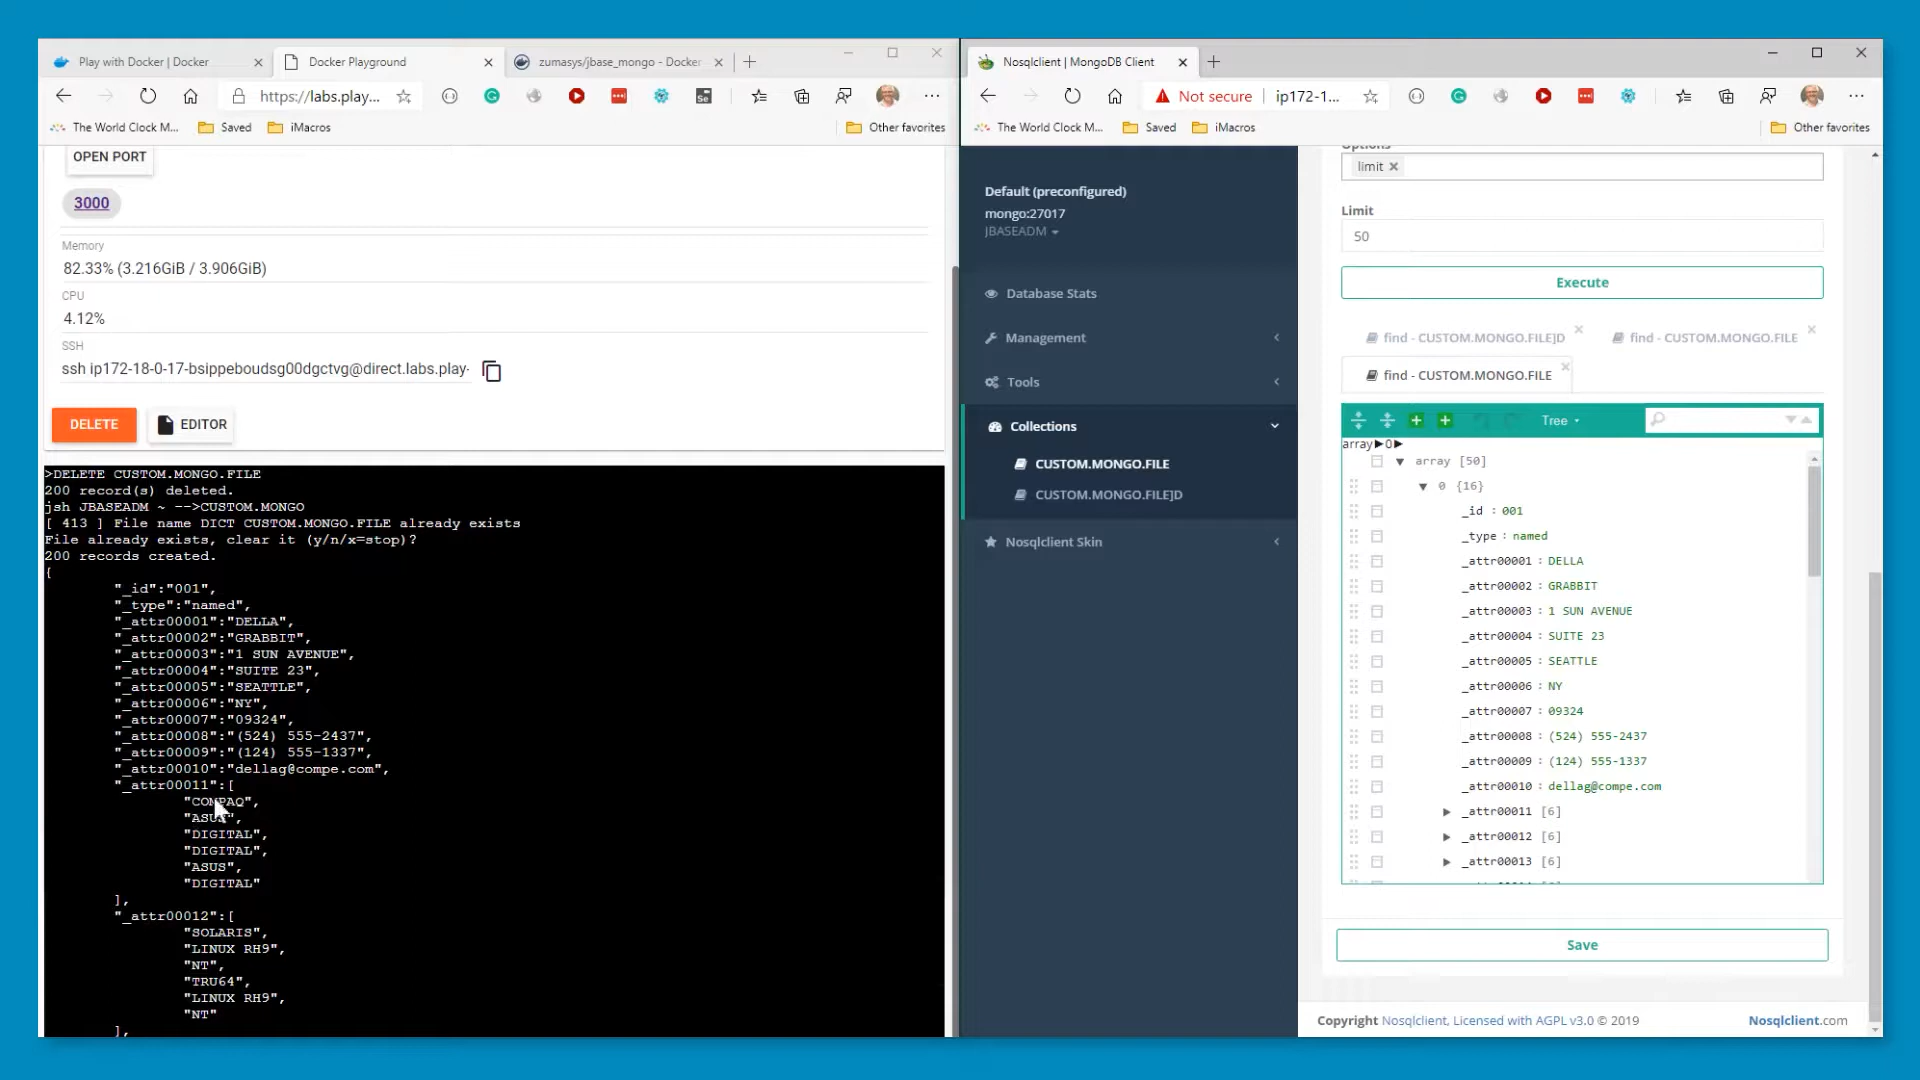 Play with Docker | Docker
Docker Playground
zumasys/jbase_mongo - Docker
https://labs.play...
The World Clock M...
Saved
iMacros
Other favorites
OPEN PORT
3000
Memory
82.33% (3.216GiB / 3.906GiB)
CPU
4.12%
SSH
ssh ip172-18-0-17-bsippeboudsg00dgctvg@direct.labs.play-
DELETE
EDITOR
>DELETE CUSTOM.MONGO.FILE
200 record(s) deleted.
jsh JBASEADM ~ -->CUSTOM.MONGO
[ 413 ] File name DICT CUSTOM.MONGO.FILE already exists
File already exists, clear it (y/n/x=stop)?
200 records created.
{
"_id":"001",
"_type":"named",
"_attr00001":"DELLA",
"_attr00002":"GRABBIT",
"_attr00003":"1 SUN AVENUE",
"_attr00004":"SUITE 23",
"_attr00005":"SEATTLE",
"_attr00006":"NY",
"_attr00007":"09324",
"_attr00008":"(524) 555-2437",
"_attr00009":"(124) 555-1337",
"_attr00010":"dellag@compe.com",
"_attr00011":[
"COMPAQ",
"ASUS",
"DIGITAL",
"DIGITAL",
"ASUS",
"DIGITAL"
],
"_attr00012":[
"SOLARIS",
"LINUX RH9",
"NT",
"TRU64",
"LINUX RH9",
"NT"
],
Nosqlclient | MongoDB Client
Not secure
ip172-1...
The World Clock M...
Saved
iMacros
Other favorites
Default (preconfigured)
mongo:27017
JBASEADM
Database Stats
Management
Tools
Collections
CUSTOM.MONGO.FILE
CUSTOM.MONGO.FILE]D
Nosqlclient Skin
Options
limit
Limit
50
Execute
find - CUSTOM.MONGO.FILE]D
find - CUSTOM.MONGO.FILE
find - CUSTOM.MONGO.FILE
Tree
array▶0▶
array [50]
0 {16}
_id : 001
_type : named
_attr00001 : DELLA
_attr00002 : GRABBIT
_attr00003 : 1 SUN AVENUE
_attr00004 : SUITE 23
_attr00005 : SEATTLE
_attr00006 : NY
_attr00007 : 09324
_attr00008 : (524) 555-2437
_attr00009 : (124) 555-1337
_attr00010 : dellag@compe.com
_attr00011 [6]
_attr00012 [6]
_attr00013 [6]
Save
Copyright Nosqlclient, Licensed with AGPL v3.0 © 2019
Nosqlclient.com